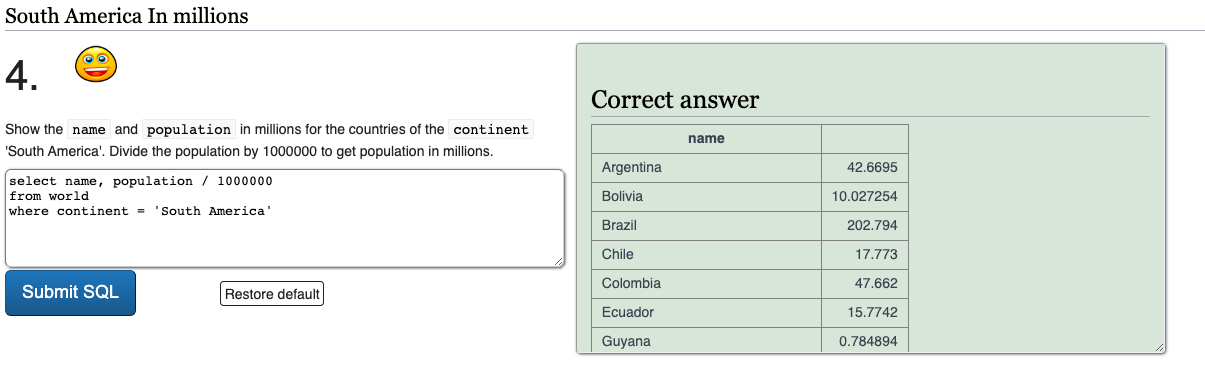 South America In millions
4.
Show the name and population in millions for the countries of the continent
'South America'. Divide the population by 1000000 to get population in millions.
select name, population / 1000000
from world
where continent = 'South America'
Submit SQL
Restore default
Correct answer
name
Argentina 42.6695
Bolivia 10.027254
Brazil 202.794
Chile 17.773
Colombia 47.662
Ecuador 15.7742
Guyana 0.784894